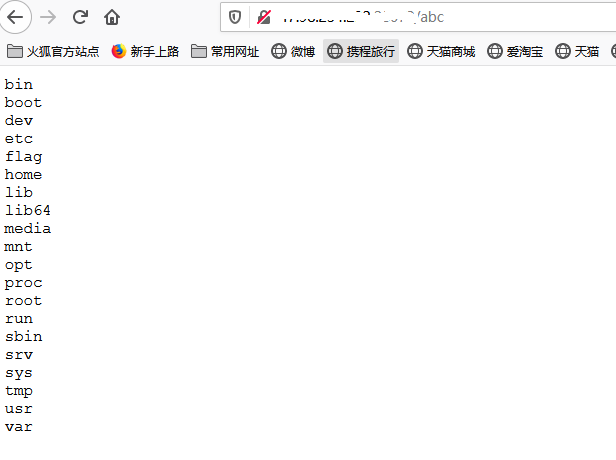 /abc
火狐官方站点 新手上路 常用网址 微博 携程旅行 天猫商城 爱淘宝 天猫
bin
boot
dev
etc
flag
home
lib
lib64
media
mnt
opt
proc
root
run
sbin
srv
sys
tmp
usr
var